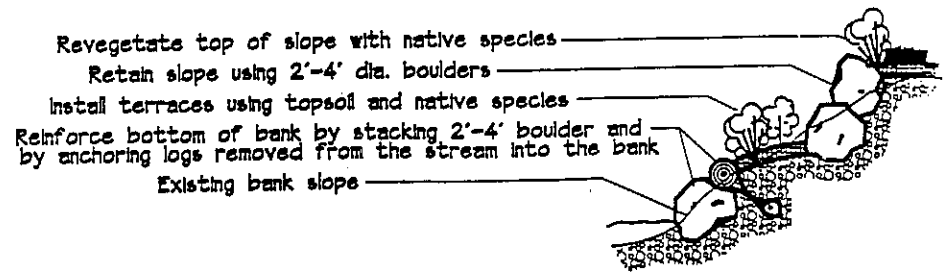 Revegetate top of slope with native species
Retain slope using 2'-4' dia. boulders
Install terraces using topsoil and native species
Reinforce bottom of bank by stacking 2'-4' boulder and
by anchoring logs removed from the stream into the bank
Existing bank slope